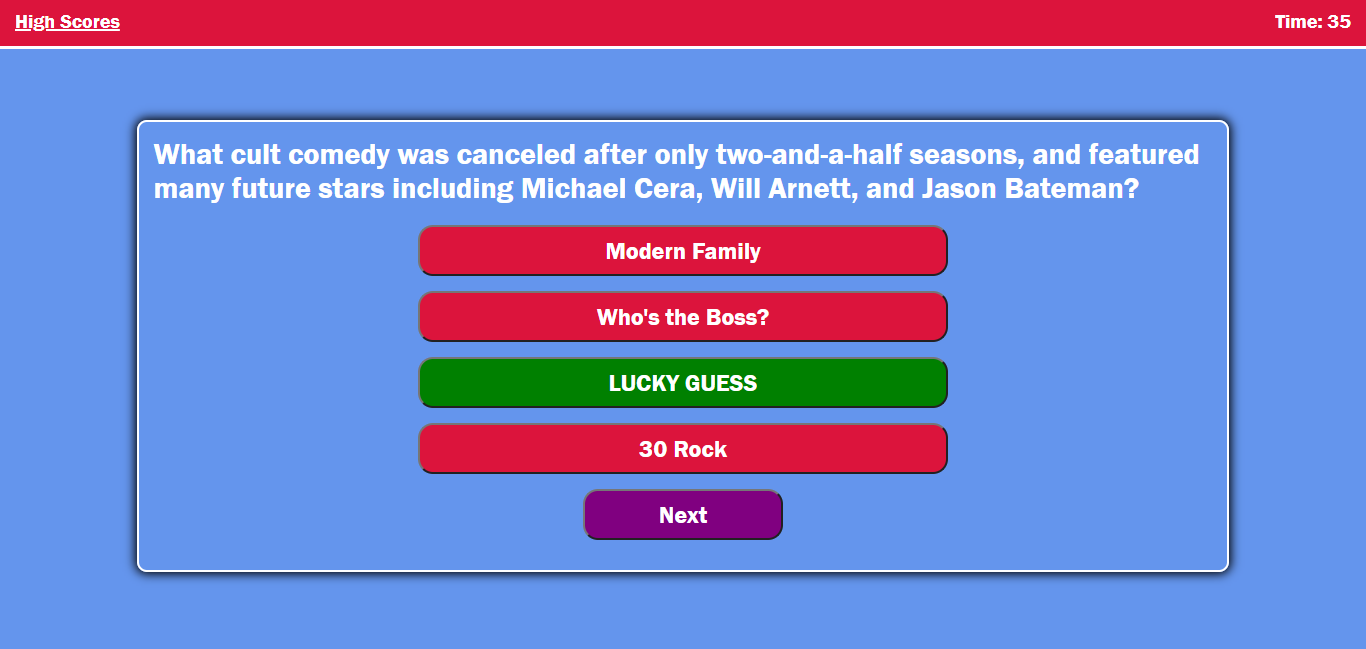 High Scores
Time: 35
What cult comedy was canceled after only two-and-a-half seasons, and featured
many future stars including Michael Cera, Will Arnett, and Jason Bateman?
Modern Family
Who's the Boss?
LUCKY GUESS
30 Rock
Next